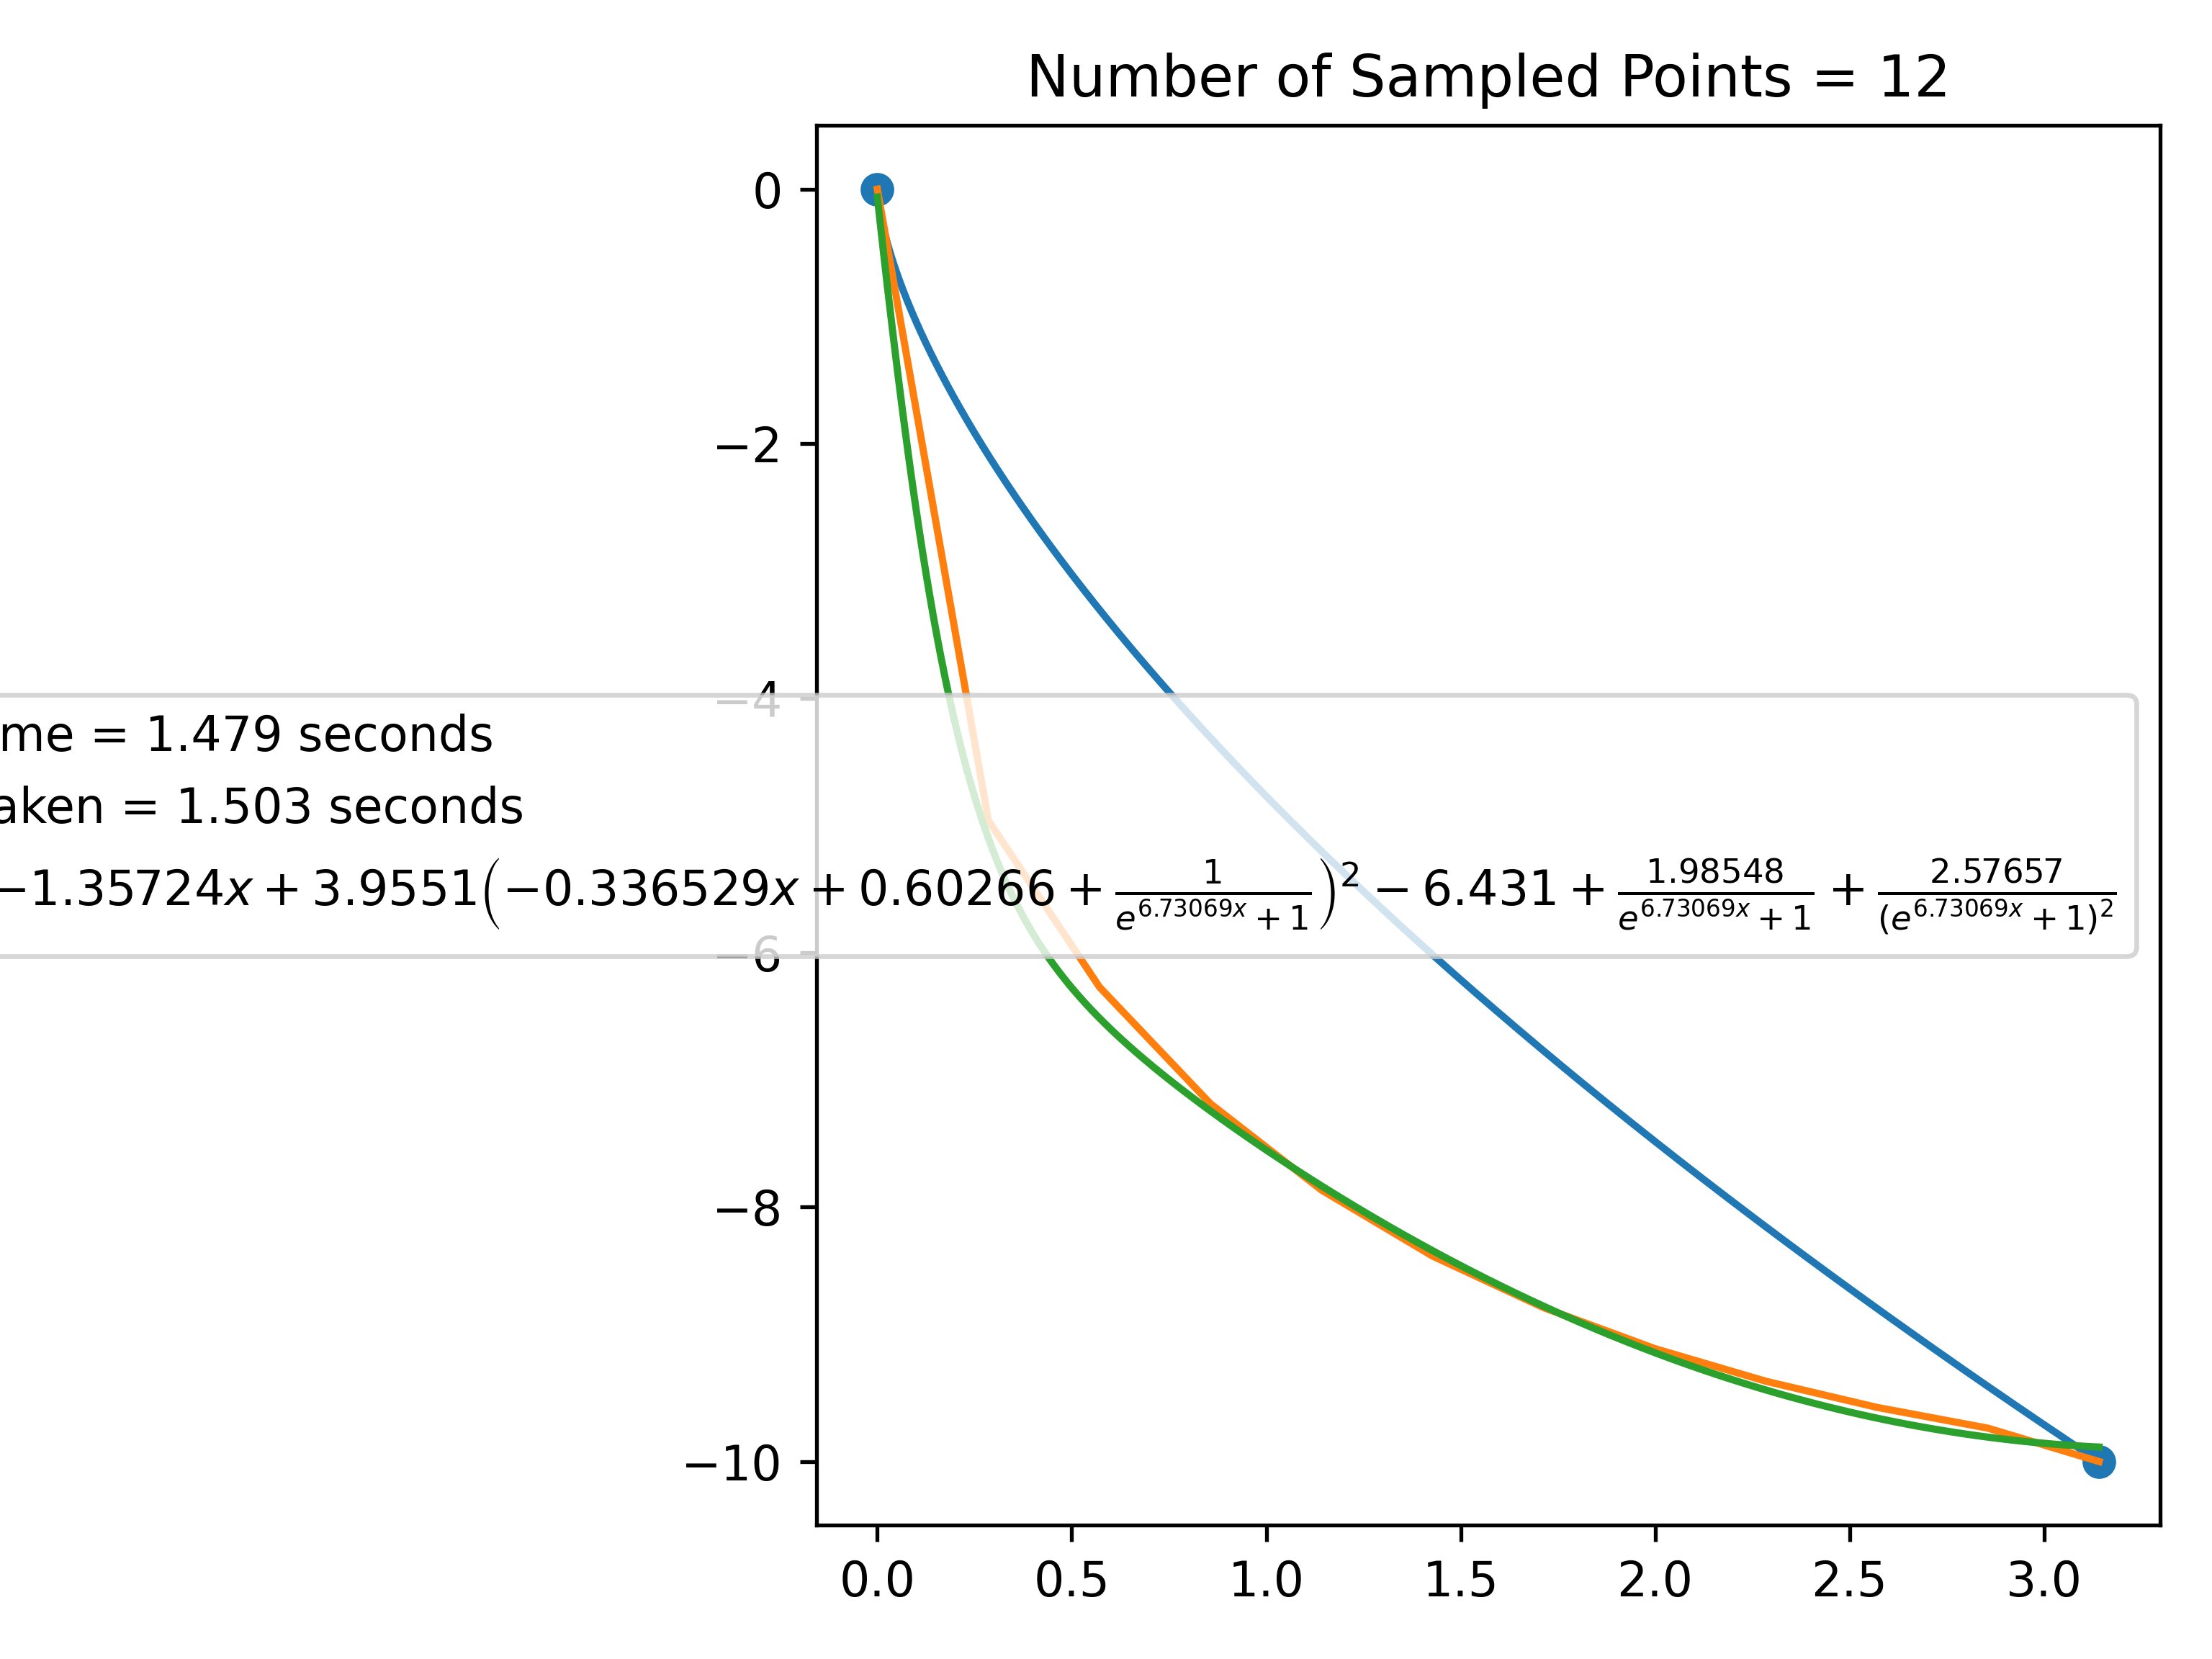 Number of Sampled Points = 12
0
−2
−4
me = 1.479 seconds
aken = 1.503 seconds
−1.35724x + 3.9551(−0.336529x + 0.60266 + 1/(e^{6.73069x} + 1))^2 − 6.431 + 1.98548/(e^{6.73069x} + 1) + 2.57657/(e^{6.73069x} + 1)^2
−6
−8
−10
0.0 0.5 1.0 1.5 2.0 2.5 3.0